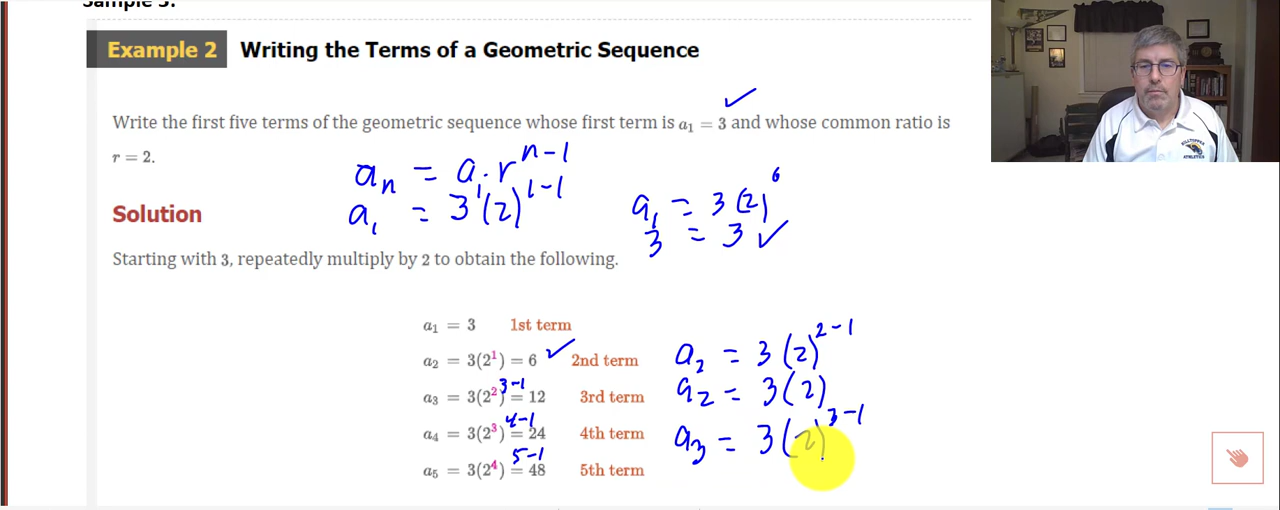 Sample 3.
Example 2 Writing the Terms of a Geometric Sequence
Write the first five terms of the geometric sequence whose first term is a₁ = 3 and whose common ratio is
r = 2.
aₙ = a₁ · r^(n-1)
a₁ = 3(2)^(1-1)
a₁ = 3(2)^0
3 = 3 ✓
Solution
Starting with 3, repeatedly multiply by 2 to obtain the following.
a₁ = 3 1st term
a₂ = 3(2¹) = 6 ✓ 2nd term
a₃ = 3(2²) = 12 3rd term
3-1
a₄ = 3(2³) = 24 4th term
4-1
a₅ = 3(2⁴) = 48 5th term
5-1
a₂ = 3(2)^(2-1)
a₂ = 3(2)
a₃ = 3(2)^(3-1)
HILLTOPPER
ATHLETICS